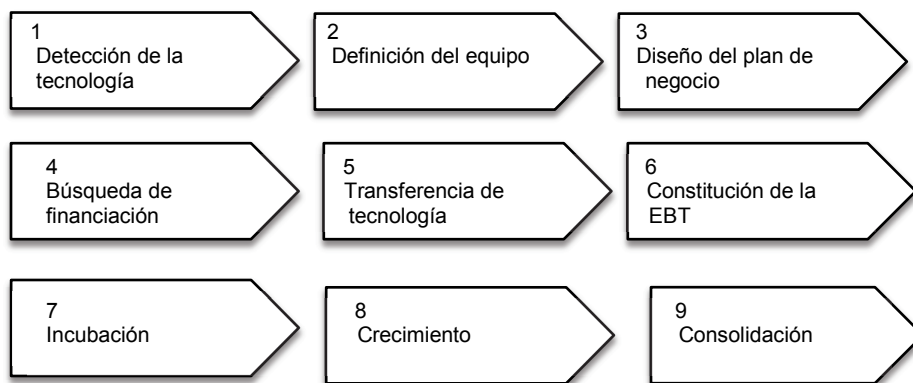 1
Detección de la
tecnología
2
Definición del equipo
3
Diseño del plan de
negocio
4
Búsqueda de
financiación
5
Transferencia de
tecnología
6
Constitución de la
EBT
7
Incubación
8
Crecimiento
9
Consolidación